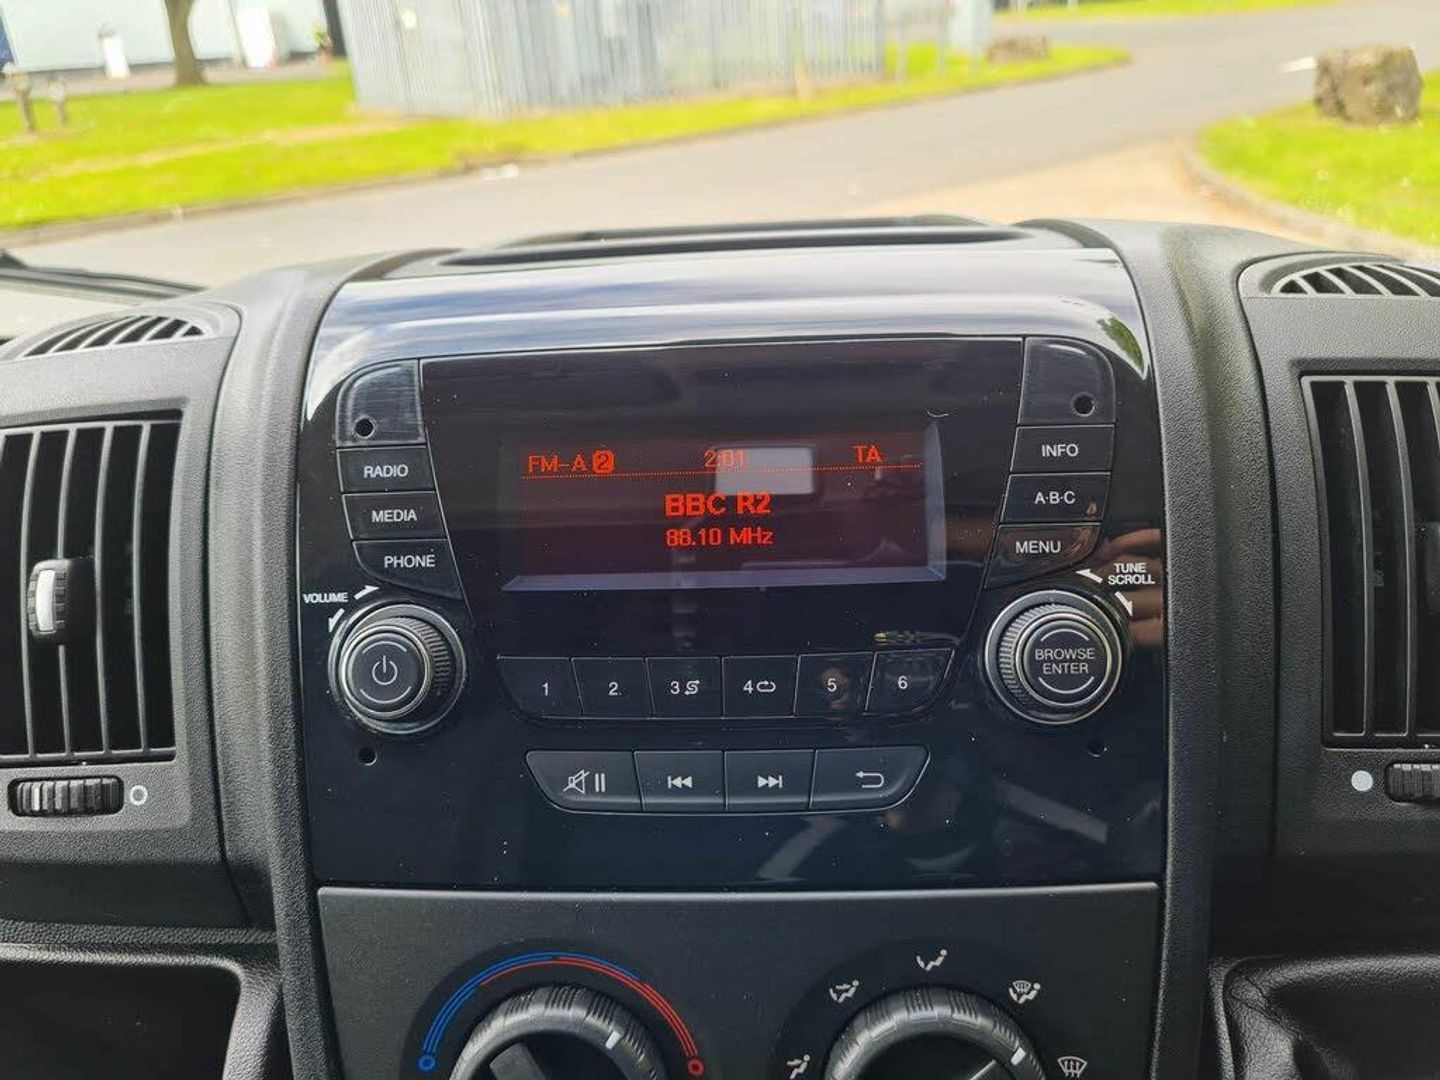 FM-A 2 2:01 TA
BBC R2
88.10 MHz
RADIO
MEDIA
PHONE
VOLUME
INFO
A·B·C
MENU
TUNE
SCROLL
BROWSE
ENTER
1 2 3 4 5 6